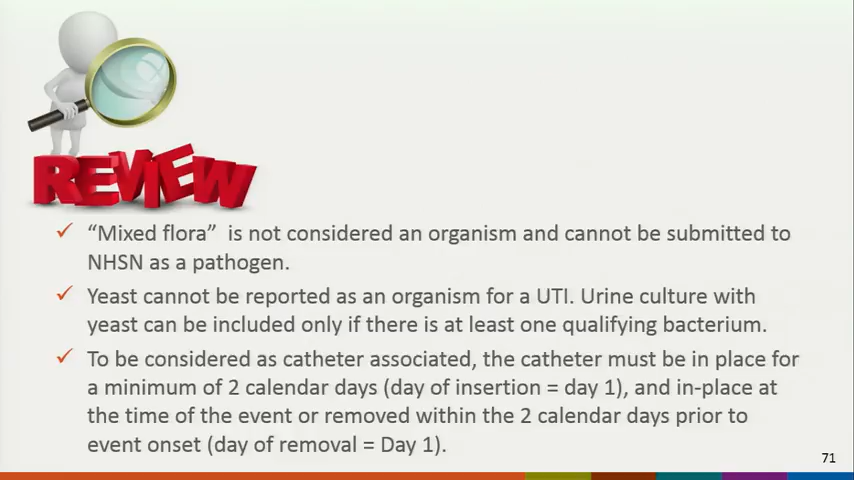 REVIEW
✓ “Mixed flora” is not considered an organism and cannot be submitted to
NHSN as a pathogen.
✓ Yeast cannot be reported as an organism for a UTI. Urine culture with
yeast can be included only if there is at least one qualifying bacterium.
✓ To be considered as catheter associated, the catheter must be in place for
a minimum of 2 calendar days (day of insertion = day 1), and in-place at
the time of the event or removed within the 2 calendar days prior to
event onset (day of removal = Day 1).
71